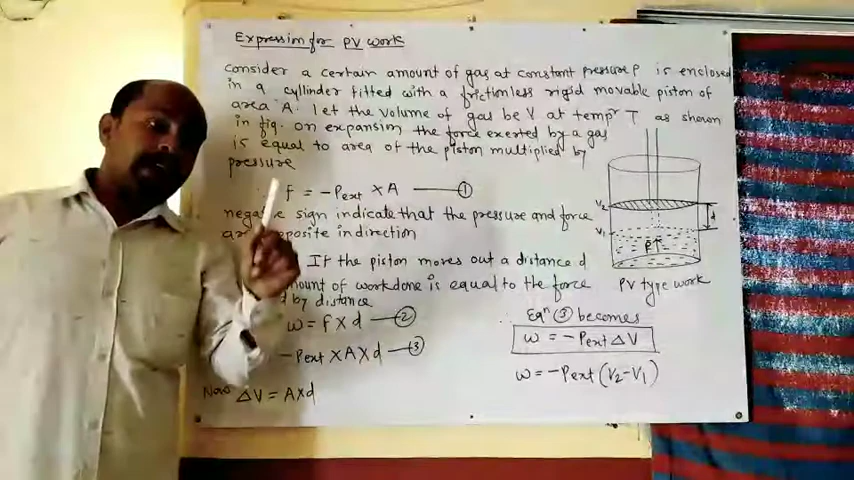 Expression for PV work
Consider a certain amount of gas at constant pressure P is enclosed
in a cylinder fitted with a frictionless rigid movable piston of
area A. let the volume of gas be V at tempr T as shown
in fig. on expansion the force exerted by a gas
is equal to area of the piston multiplied by
pressure
f = -Pext × A ——— ①
negative sign indicate that the pressure and force
are opposite in direction
If the piston moves out a distance d
amount of work done is equal to the force
by distance
w = f × d —— ②
-Pext × A × d —— ③
Now ΔV = A×d
V2
V1
d
P↑
PV type work
Eqn ③ becomes
w = -Pext ΔV
w = -Pext (V2-V1)